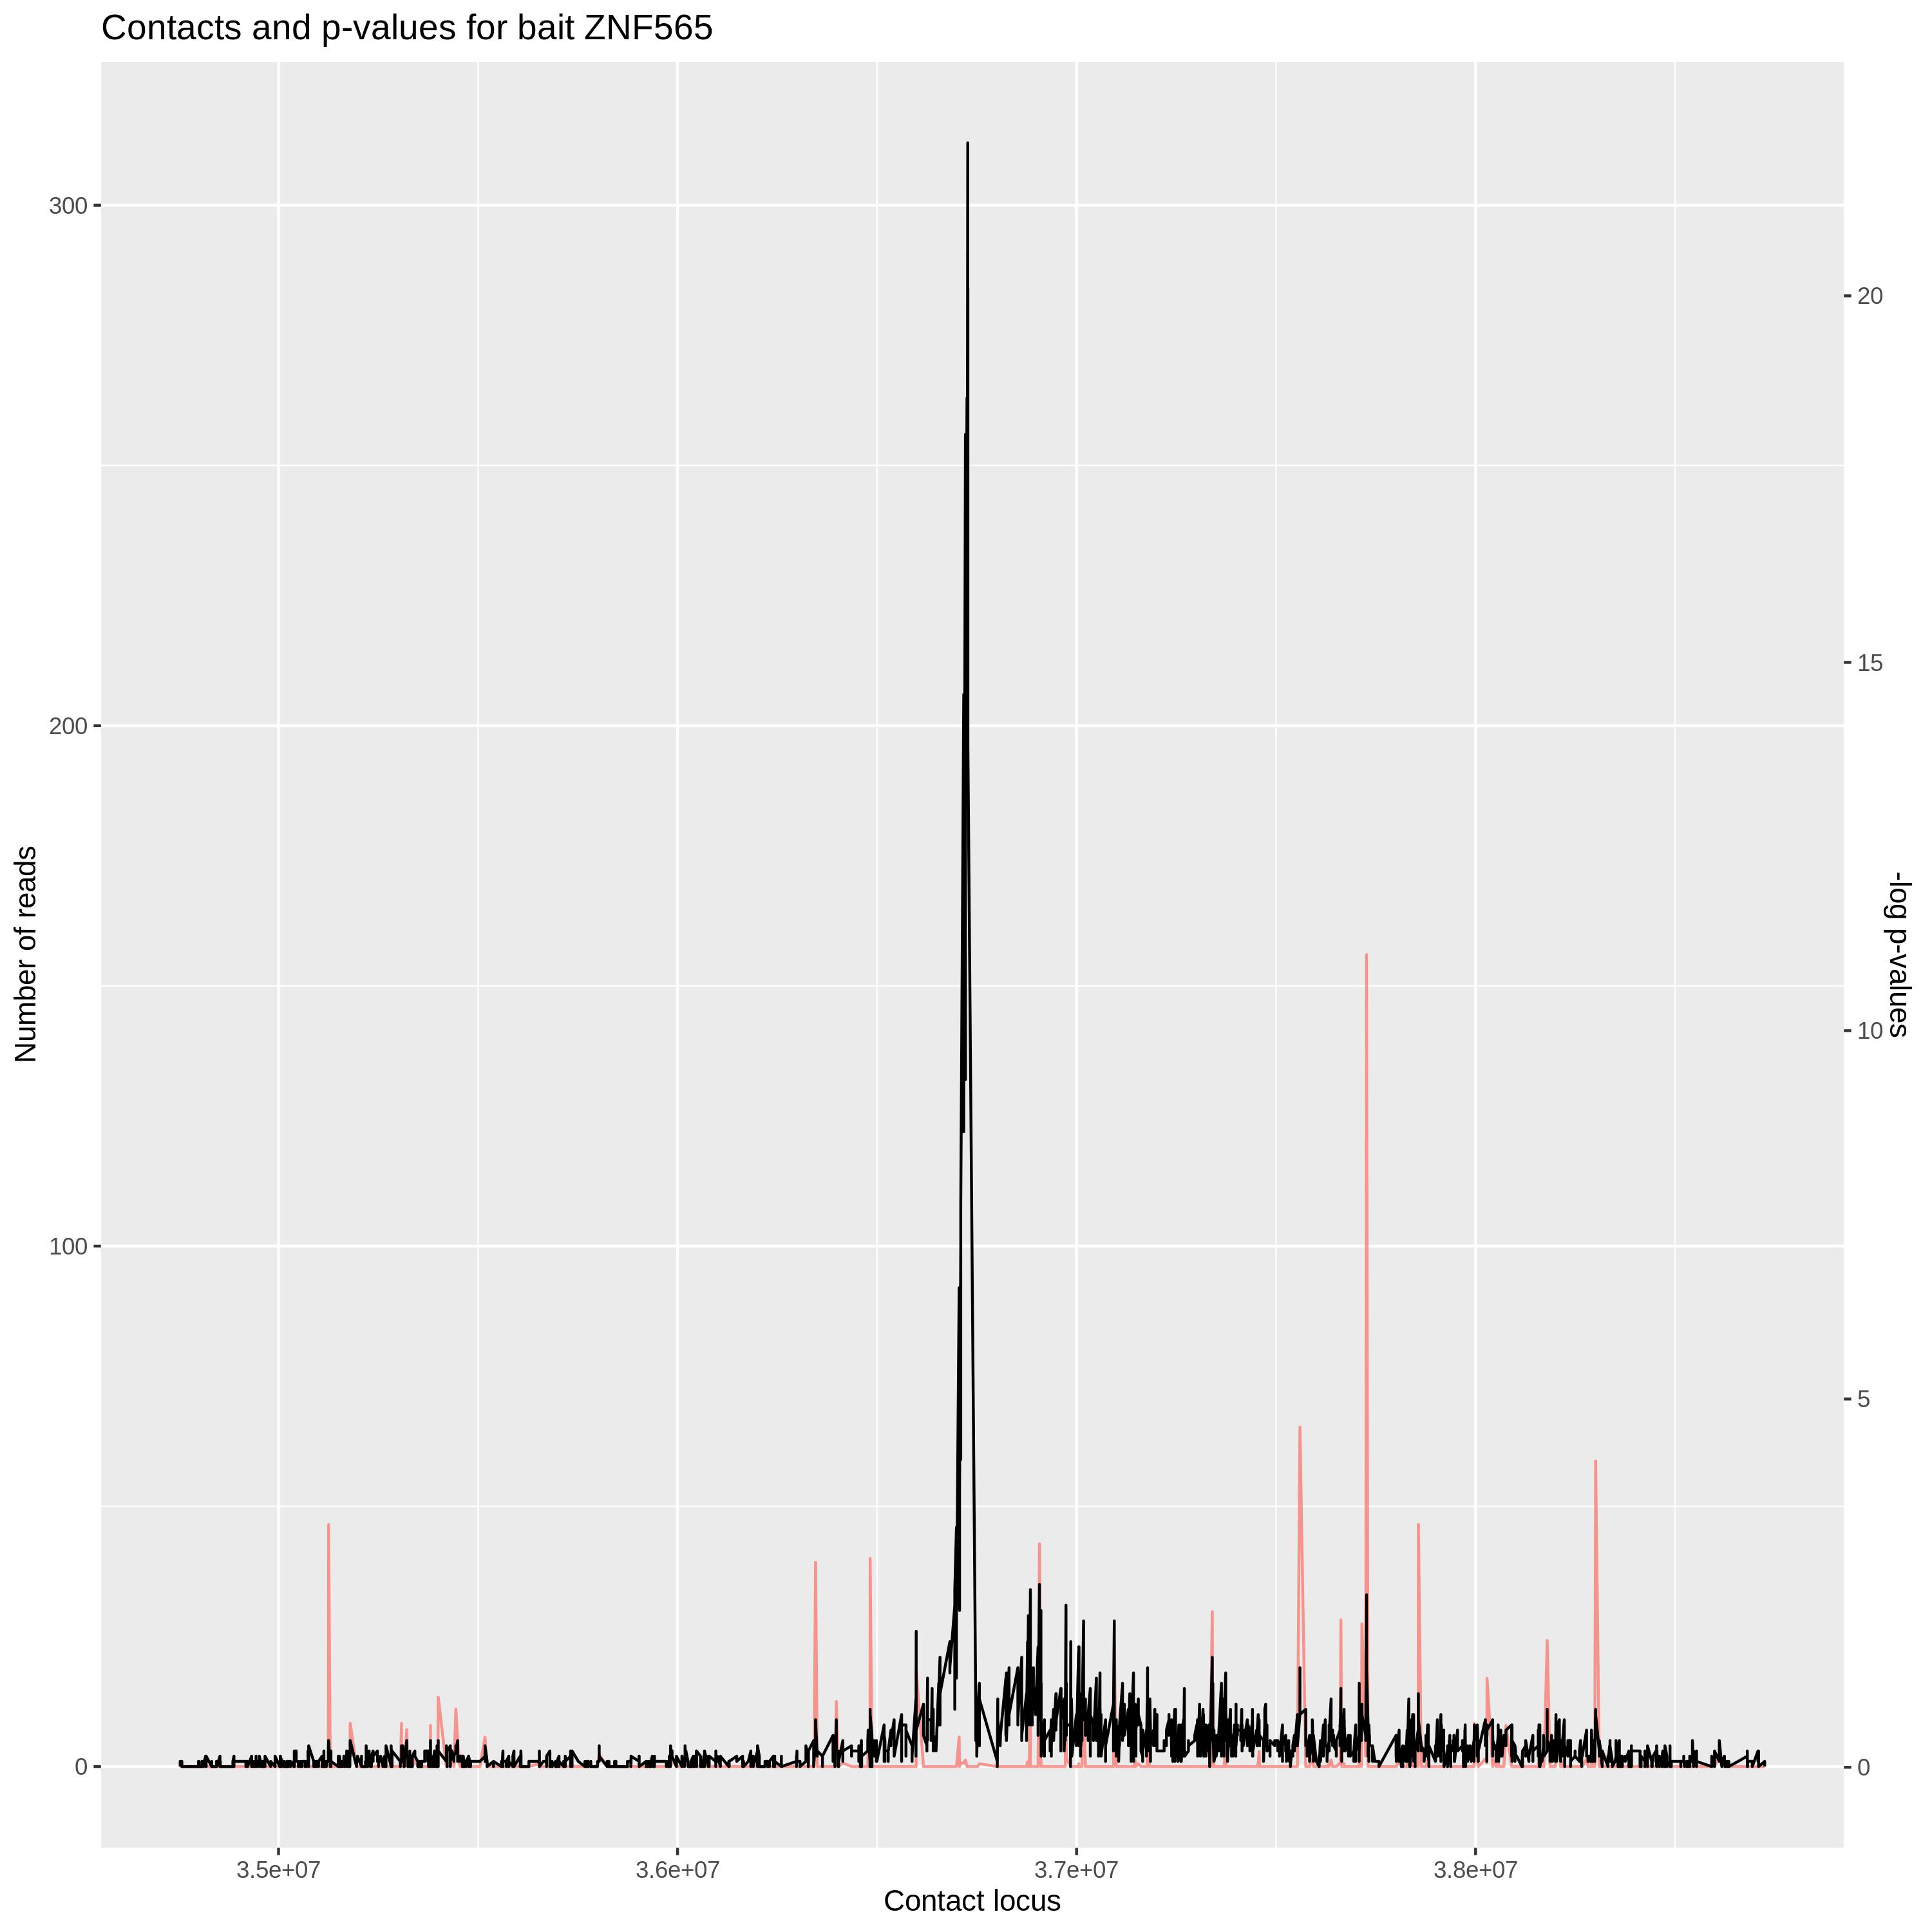 Contacts and p-values for bait ZNF565
300
200
100
0
20
15
10
5
0
Number of reads
-log p-values
3.5e+07
3.6e+07
3.7e+07
3.8e+07
Contact locus